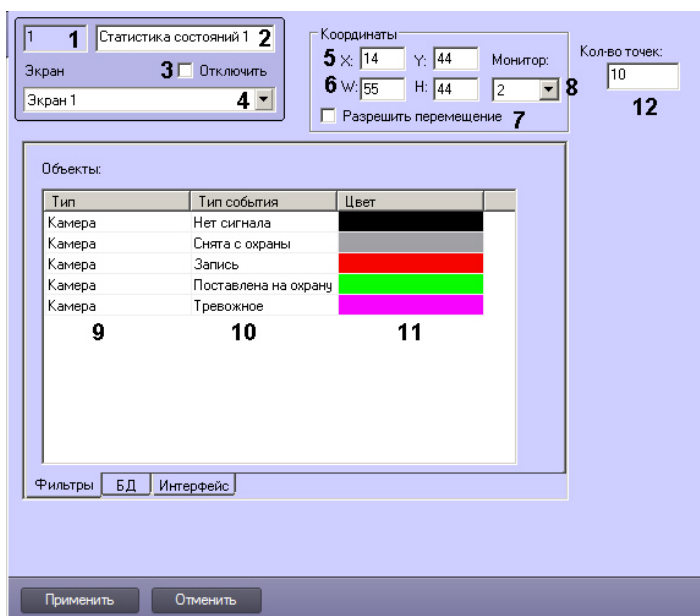 1 1 Статистика состояний 1 2
Экран 3 Отключить
Экран 1 4
Координаты
5 X: 14 Y: 44 Монитор:
6 W: 55 H: 44 2 8
Разрешить перемещение 7
Кол-во точек:
10
12
Объекты:
Тип Тип события Цвет
Камера Нет сигнала
Камера Снята с охраны
Камера Запись
Камера Поставлена на охрану
Камера Тревожное
9 10 11
Фильтры БД Интерфейс
Применить Отменить